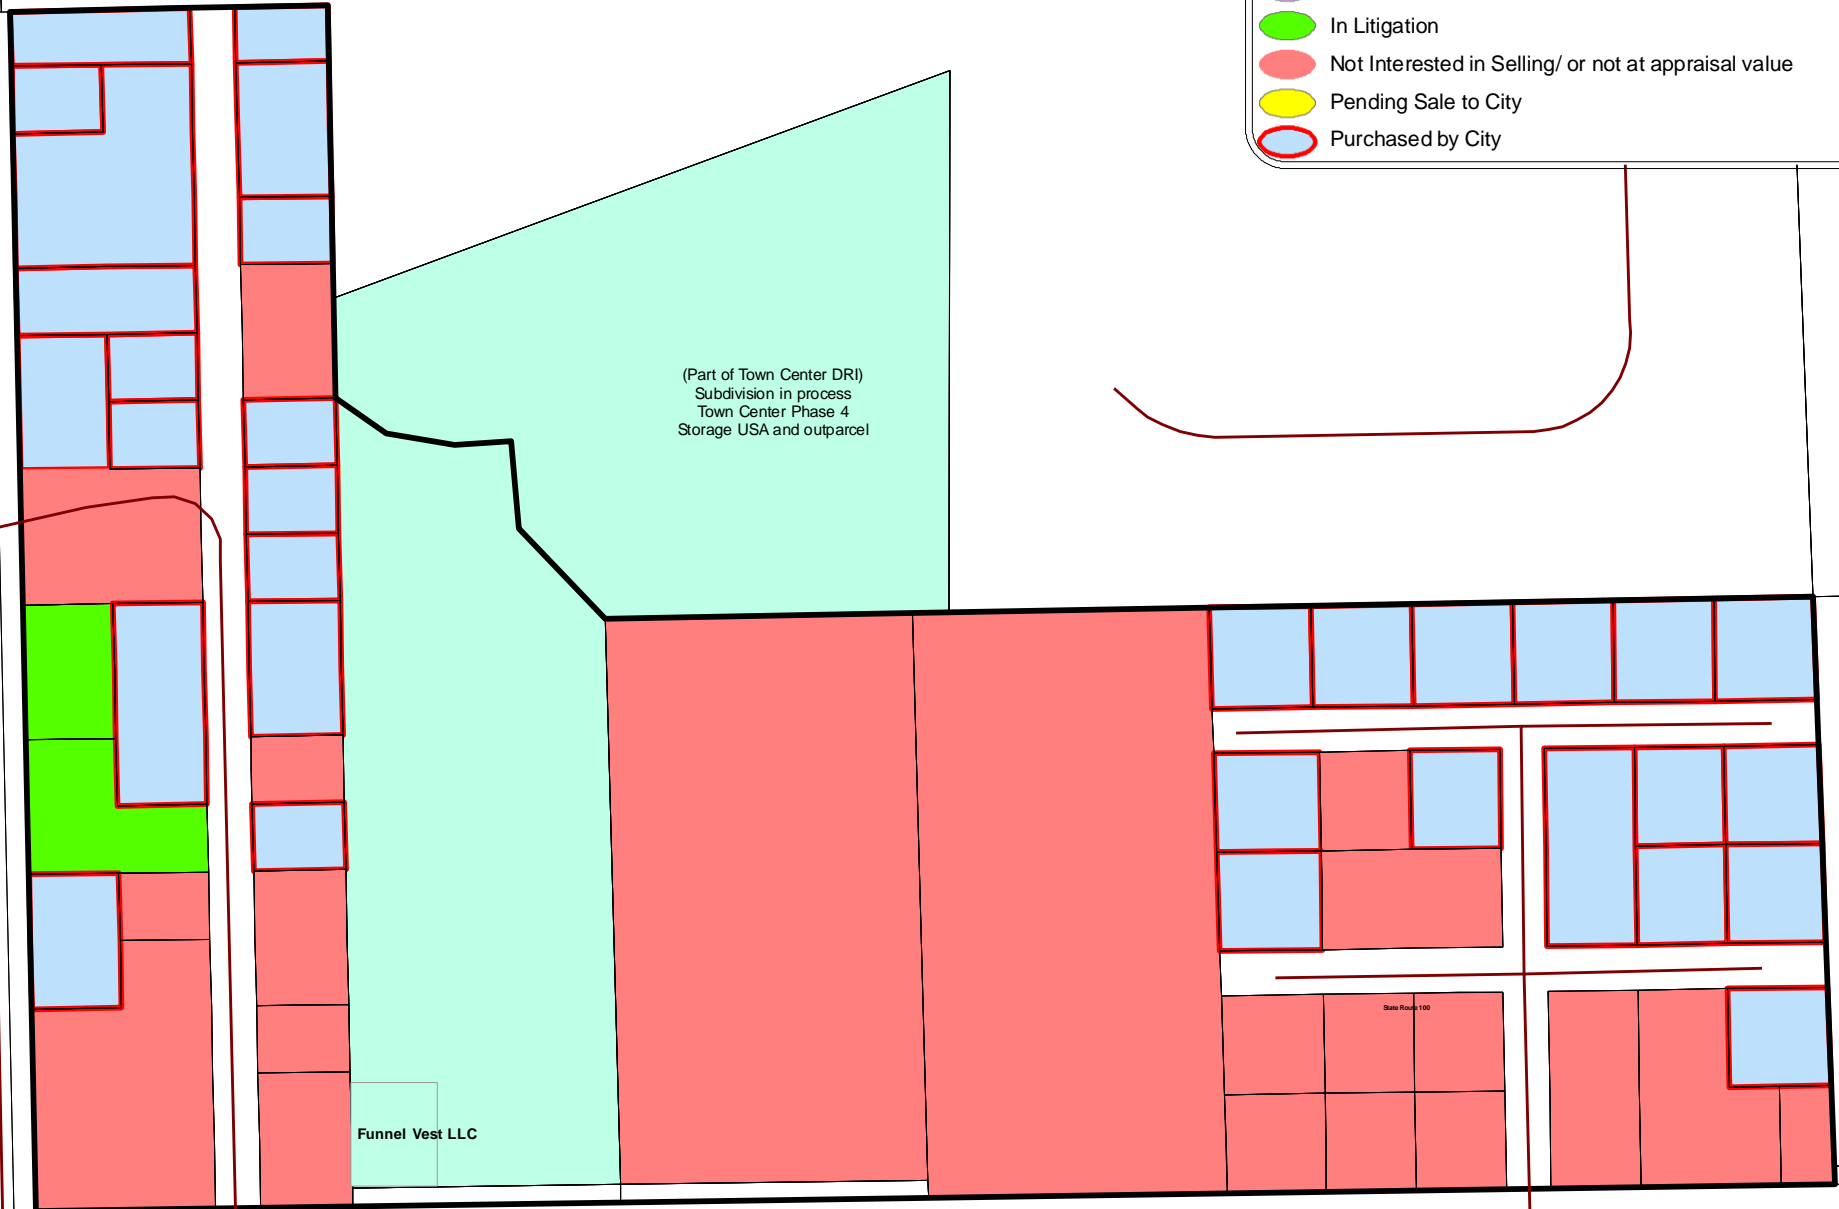 In Litigation
Not Interested in Selling/ or not at appraisal value
Pending Sale to City
Purchased by City
(Part of Town Center DRI)
Subdivision in process
Town Center Phase 4
Storage USA and outparcel
State Route 100
Funnel Vest LLC